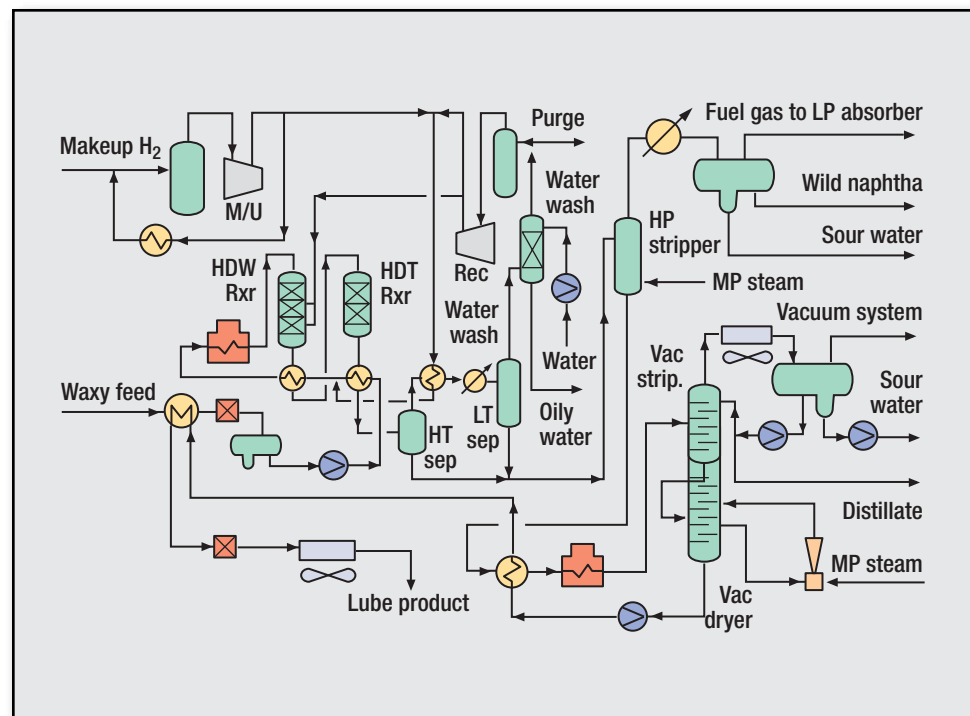 Fuel gas to LP absorber
Purge
Makeup H₂
Water
wash
Wild naphtha
M/U
HP
stripper
Sour water
HDW
Rxr
HDT
Rxr
Rec
MP steam
Water
wash
Vacuum system
Water
Vac
strip.
Waxy feed
Sour
water
LT
sep
Oily
water
HT
sep
Distillate
MP steam
Lube product
Vac
dryer